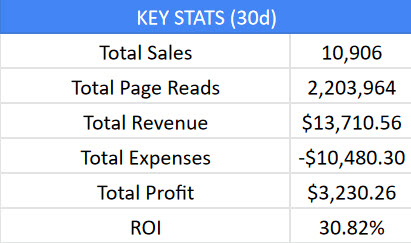 KEY STATS (30d)
Total Sales 10,906
Total Page Reads 2,203,964
Total Revenue $13,710.56
Total Expenses -$10,480.30
Total Profit $3,230.26
ROI 30.82%